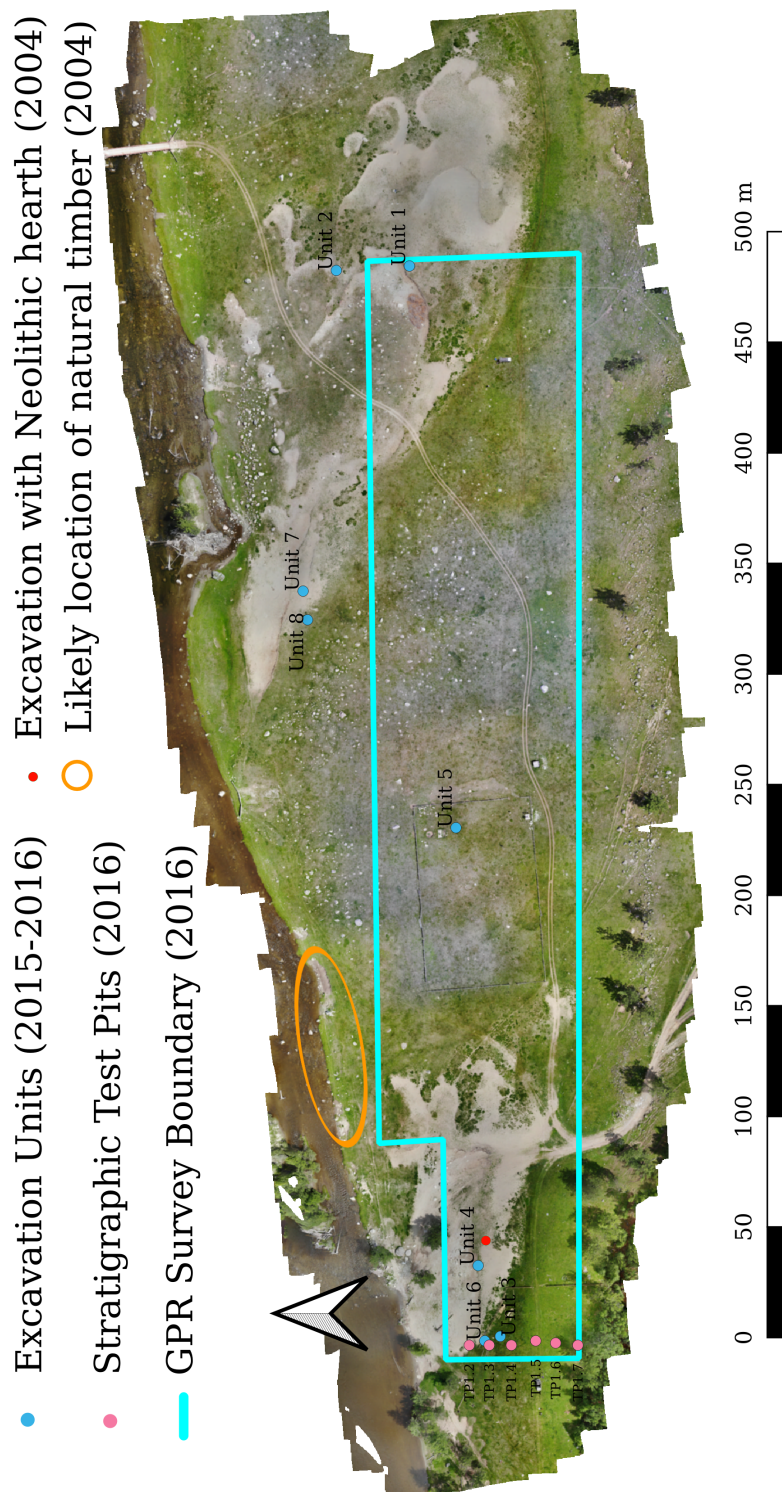 Excavation Units (2015-2016)
Stratigraphic Test Pits (2016)
GPR Survey Boundary (2016)
Excavation with Neolithic hearth (2004)
Likely location of natural timber (2004)
Unit 2
Unit 1
Unit 7
Unit 8
Unit 5
Unit 4
Unit 6
Unit 3
TP1.2
TP1.3
TP1.4
TP1.5
TP1.6
TP1.7
0
50
100
150
200
250
300
350
400
450
500 m